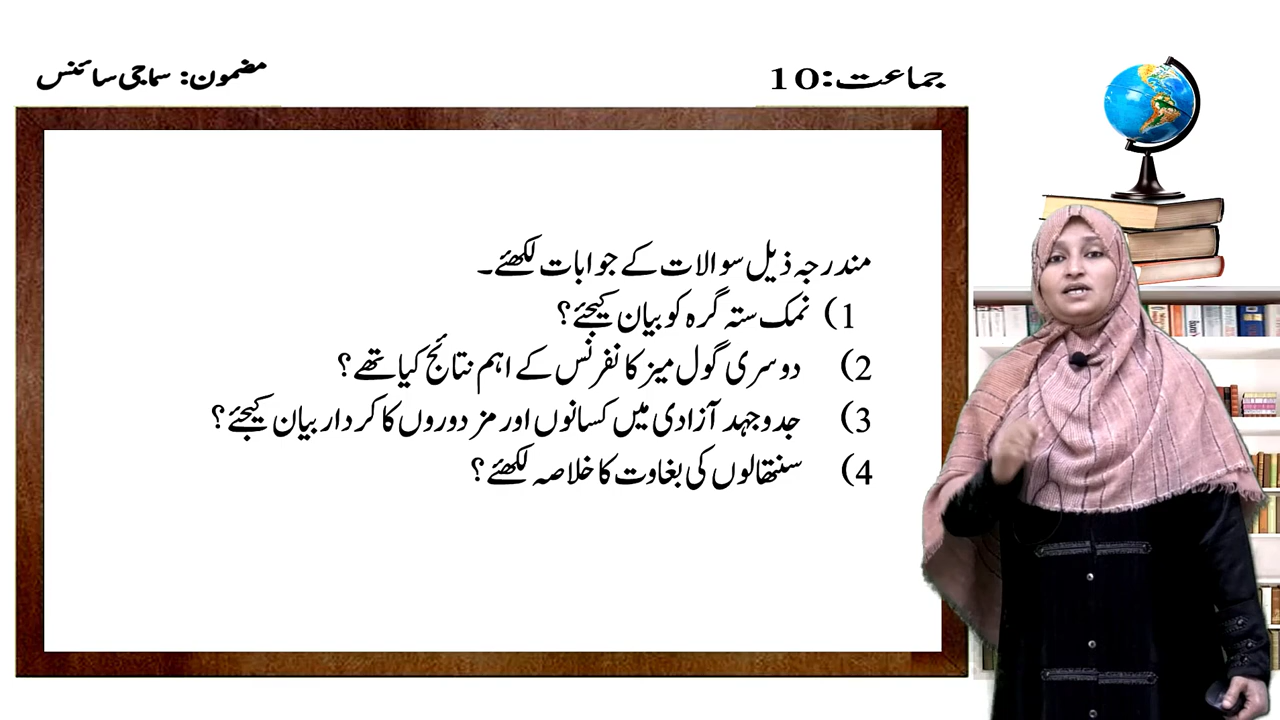 جماعت:10
مضمون: سماجی سائنس
مندرجہ ذیل سوالات کے جوابات لکھئے۔
1) نمک ستہ گرہ کو بیان کیجئے؟
2) دوسری گول میز کانفرنس کے اہم نتائج کیا تھے؟
3) جدوجہد آزادی میں کسانوں اور مزدوروں کا کردار بیان کیجئے؟
4) سنتھالوں کی بغاوت کا خلاصہ لکھئے؟